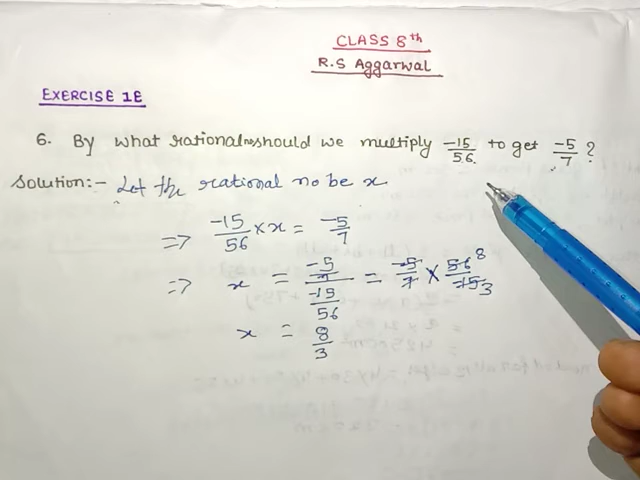 CLASS 8th
R.S Aggarwal
EXERCISE 1E
6. By what rational no should we multiply -15/56 to get -5/7 ?
Solution:- Let the rational no be x
=> -15/56 × x = -5/7
=> x = (-5/7)/(-15/56) = -5/7 × 56 8/-15 3
x = 8/3